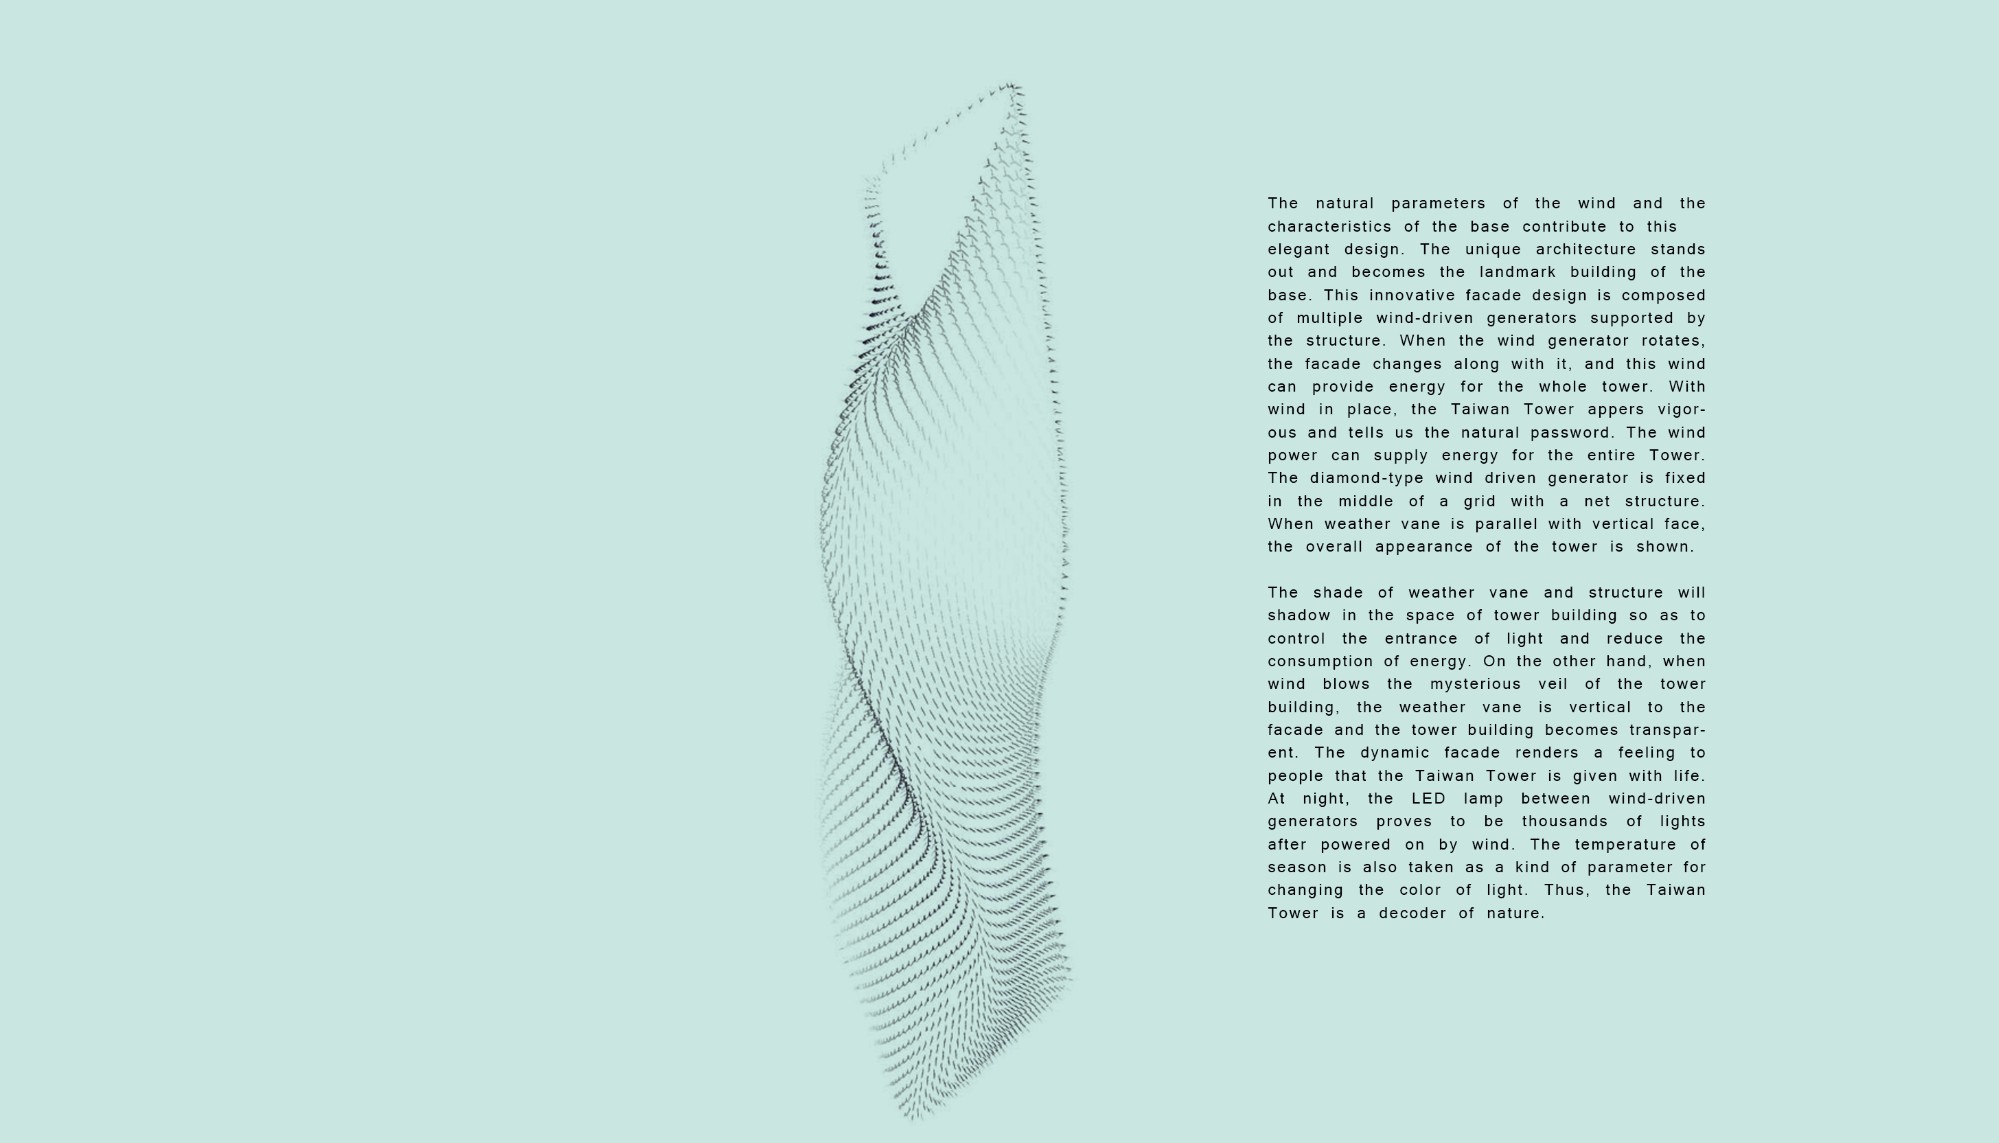 The natural parameters of the wind and the
characteristics of the base contribute to this
elegant design. The unique architecture stands
out and becomes the landmark building of the
base. This innovative facade design is composed
of multiple wind-driven generators supported by
the structure. When the wind generator rotates,
the facade changes along with it, and this wind
can provide energy for the whole tower. With
wind in place, the Taiwan Tower appers vigor-
ous and tells us the natural password. The wind
power can supply energy for the entire Tower.
The diamond-type wind driven generator is fixed
in the middle of a grid with a net structure.
When weather vane is parallel with vertical face,
the overall appearance of the tower is shown.
The shade of weather vane and structure will
shadow in the space of tower building so as to
control the entrance of light and reduce the
consumption of energy. On the other hand, when
wind blows the mysterious veil of the tower
building, the weather vane is vertical to the
facade and the tower building becomes transpar-
ent. The dynamic facade renders a feeling to
people that the Taiwan Tower is given with life.
At night, the LED lamp between wind-driven
generators proves to be thousands of lights
after powered on by wind. The temperature of
season is also taken as a kind of parameter for
changing the color of light. Thus, the Taiwan
Tower is a decoder of nature.